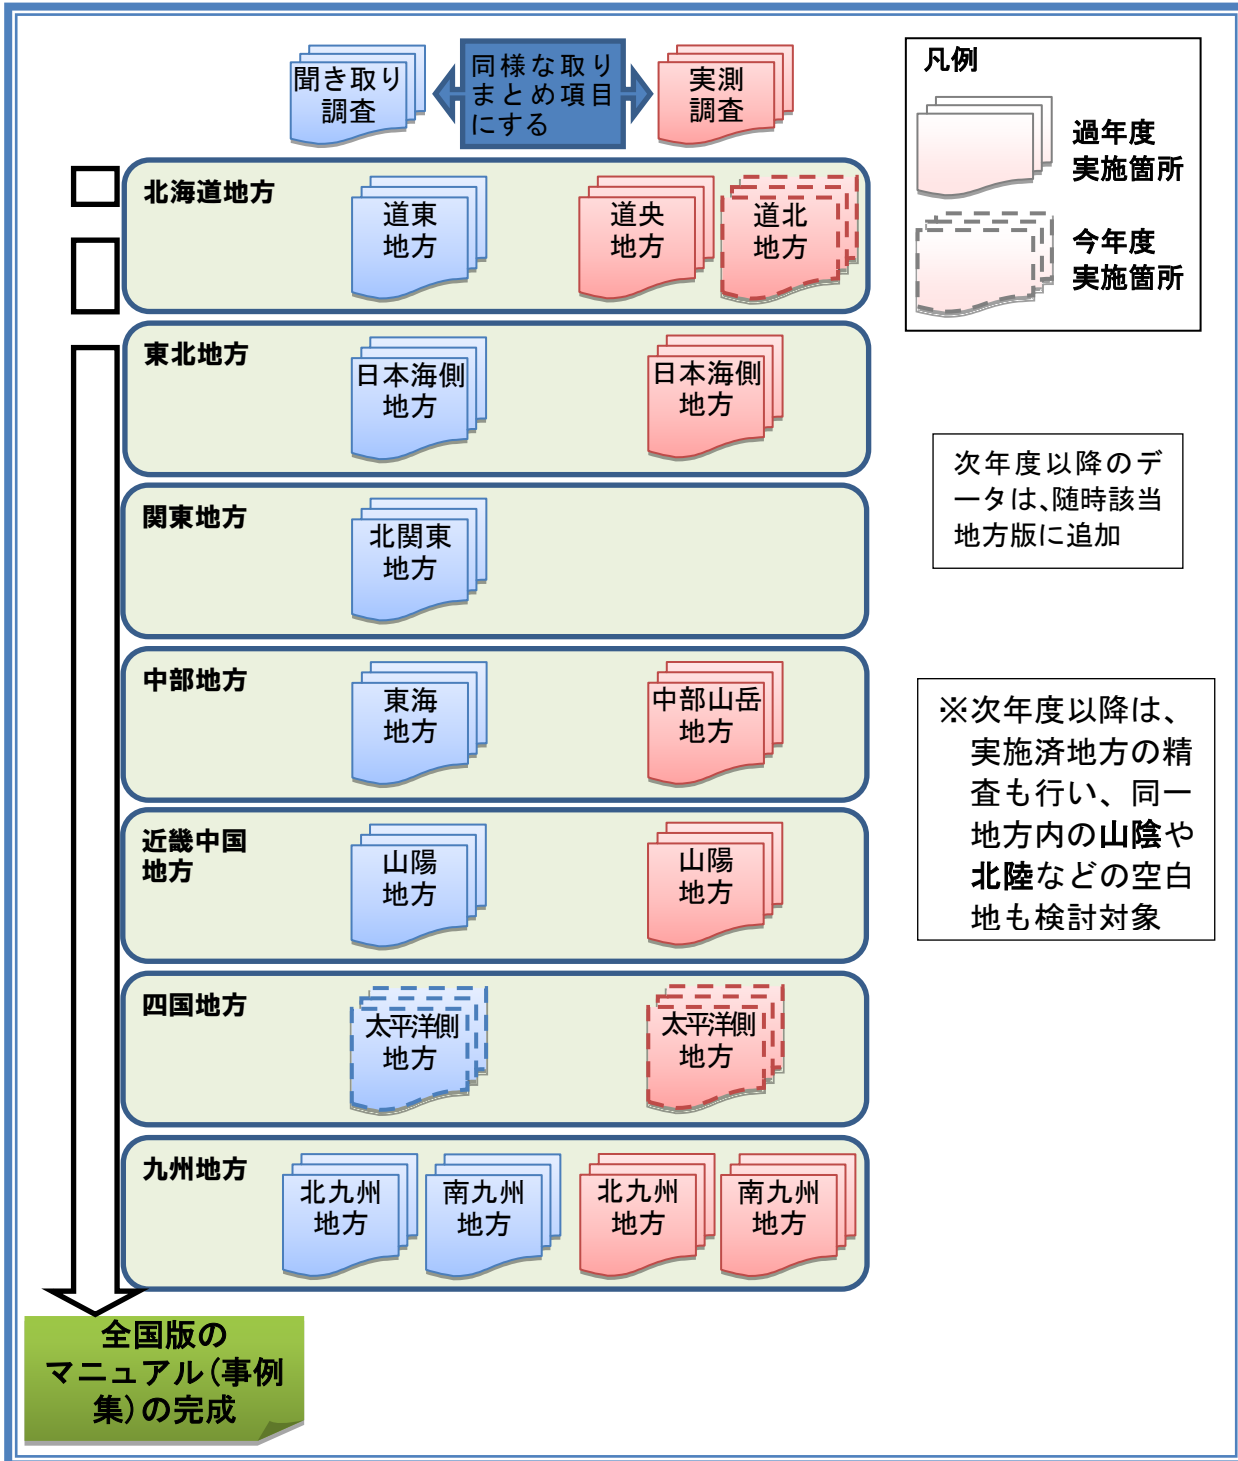 聞き取り
調査
同様な取り
まとめ項目
にする
実測
調査
凡例
過年度
実施箇所
今年度
実施箇所
北海道地方
道東
地方
道央
地方
道北
地方
東北地方
日本海側
地方
日本海側
地方
次年度以降のデ
ータは、随時該当
地方版に追加
関東地方
北関東
地方
中部地方
東海
地方
中部山岳
地方
※次年度以降は、
実施済地方の精
査も行い、同一
地方内の山陰や
北陸などの空白
地も検討対象
近畿中国
地方
山陽
地方
山陽
地方
四国地方
太平洋側
地方
太平洋側
地方
九州地方
北九州
地方
南九州
地方
北九州
地方
南九州
地方
全国版の
マニュアル(事例
集)の完成